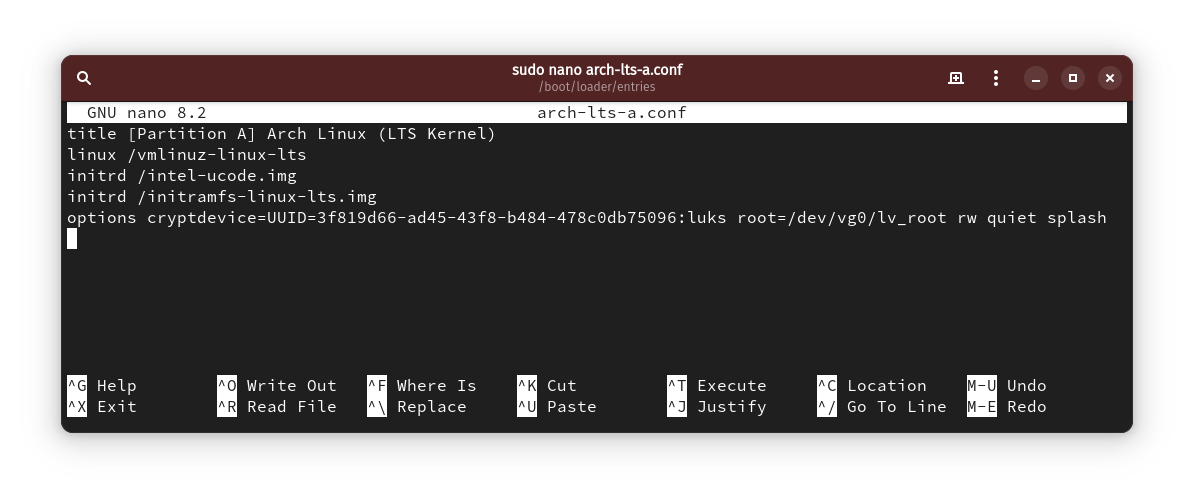 sudo nano arch-lts-a.conf
/boot/loader/entries
GNU nano 8.2 arch-lts-a.conf
title [Partition A] Arch Linux (LTS Kernel)
linux /vmlinuz-linux-lts
initrd /intel-ucode.img
initrd /initramfs-linux-lts.img
options cryptdevice=UUID=3f819d66-ad45-43f8-b484-478c0db75096:luks root=/dev/vg0/lv_root rw quiet splash
^G Help ^O Write Out ^F Where Is ^K Cut ^T Execute ^C Location M-U Undo
^X Exit ^R Read File ^\ Replace ^U Paste ^J Justify ^/ Go To Line M-E Redo